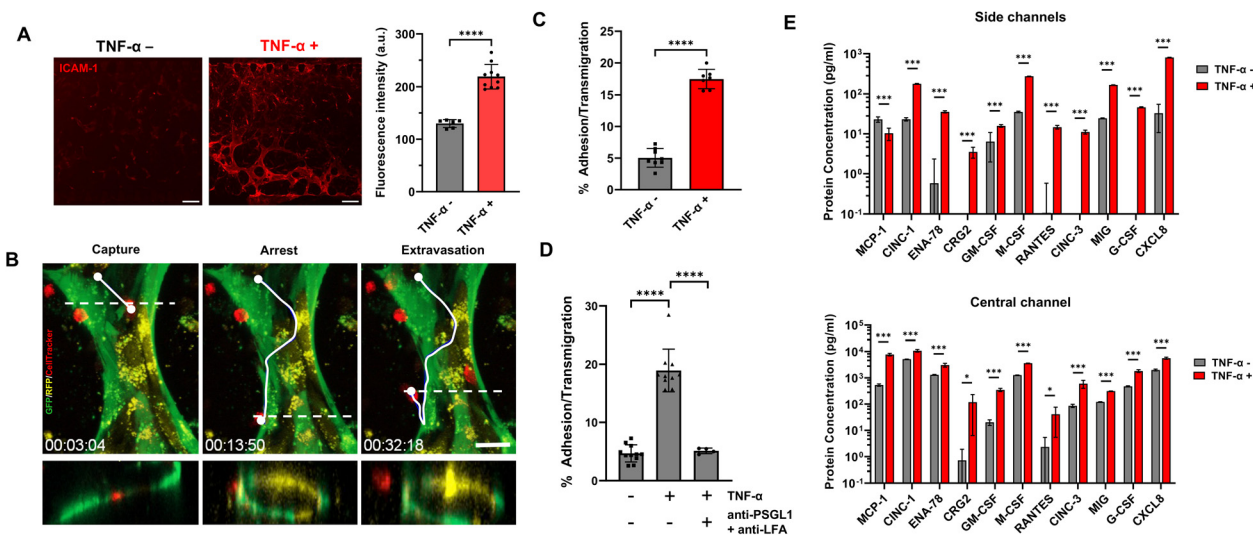 A
TNF-α –
TNF-α +
ICAM-1
Fluorescence intensity (a.u.)
300
200
100
0
****
TNF-α -
TNF-α +
B
Capture
Arrest
Extravasation
GFP/RFP/CellTracker
00:03:04
00:13:50
00:32:18
C
% Adhesion/Transmigration
25
20
15
10
5
0
****
TNF-α -
TNF-α +
D
% Adhesion/Transmigration
30
20
10
0
****
****
- + + TNF-α
- - + anti-PSGL1
+ anti-LFA
E
Side channels
Protein Concentration (pg/ml)
10³
10²
10¹
10⁰
10⁻¹
*** *** *** *** *** *** *** *** *** *** ***
TNF-α -
TNF-α +
MCP-1
CINC-1
ENA-78
CRG2
GM-CSF
M-CSF
RANTES
CINC-3
MIG
G-CSF
CXCL8
Central channel
Protein Concentration (pg/ml)
10⁵
10⁴
10³
10²
10¹
10⁰
10⁻¹
*** *** *** * *** *** * *** *** *** ***
TNF-α -
TNF-α +
MCP-1
CINC-1
ENA-78
CRG2
GM-CSF
M-CSF
RANTES
CINC-3
MIG
G-CSF
CXCL8